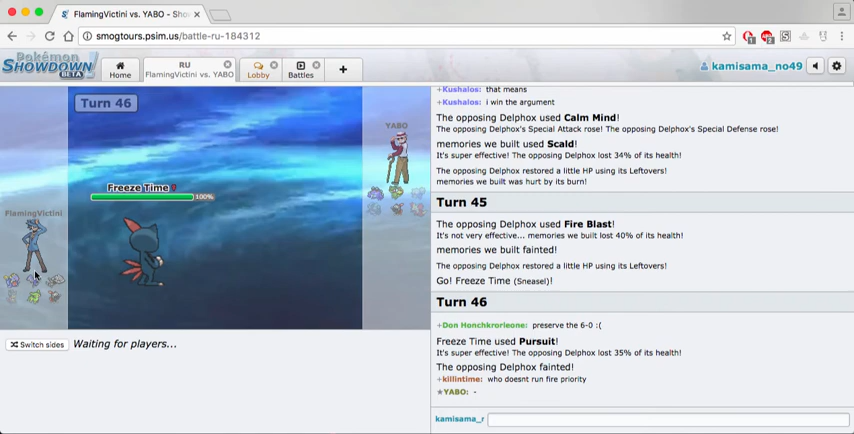 FlamingVictini vs. YABO - Sho
smogtours.psim.us/battle-ru-184312
Pokémon
SHOWDOWN!
BETA
Home
RU
FlamingVictini vs. YABO
Lobby
Battles
kamisama_no49
Turn 46
YABO
Freeze Time
100%
FlamingVictini
Switch sides
Waiting for players...
+Kushalos: that means
+Kushalos: i win the argument
The opposing Delphox used Calm Mind!
The opposing Delphox's Special Attack rose! The opposing Delphox's Special Defense rose!
memories we built used Scald!
It's super effective! The opposing Delphox lost 34% of its health!
The opposing Delphox restored a little HP using its Leftovers!
memories we built was hurt by its burn!
Turn 45
The opposing Delphox used Fire Blast!
It's not very effective... memories we built lost 40% of its health!
memories we built fainted!
The opposing Delphox restored a little HP using its Leftovers!
Go! Freeze Time (Sneasel)!
Turn 46
+Don Honchkrorleone: preserve the 6-0 :(
Freeze Time used Pursuit!
It's super effective! The opposing Delphox lost 35% of its health!
The opposing Delphox fainted!
+killintime: who doesnt run fire priority
★YABO: -
kamisama_r